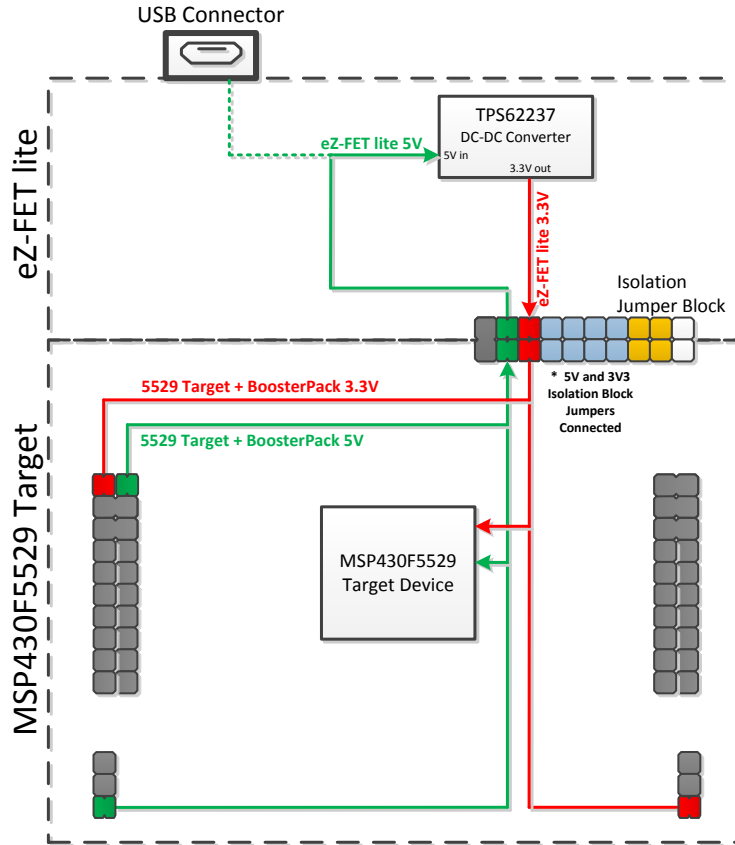 USB Connector
eZ-FET lite
TPS62237
DC-DC Converter
eZ-FET lite 5V
5V in
3.3V out
eZ-FET lite 3.3V
Isolation
Jumper Block
* 5V and 3V3
Isolation Block
Jumpers
Connected
MSP430F5529 Target
5529 Target + BoosterPack 3.3V
5529 Target + BoosterPack 5V
MSP430F5529
Target Device